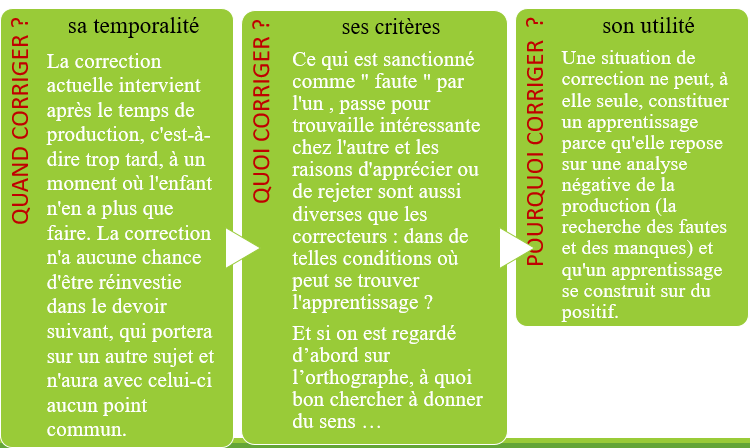 QUAND CORRIGER ?
sa temporalité
La correction
actuelle intervient
après le temps de
production, c'est-à-
dire trop tard, à un
moment où l'enfant
n'en a plus que
faire. La correction
n'a aucune chance
d'être réinvestie
dans le devoir
suivant, qui portera
sur un autre sujet et
n'aura avec celui-ci
aucun point
commun.
QUOI CORRIGER ?
ses critères
Ce qui est sanctionné
comme " faute " par
l'un , passe pour
trouvaille intéressante
chez l'autre et les
raisons d'apprécier ou
de rejeter sont aussi
diverses que les
correcteurs : dans de
telles conditions où
peut se trouver
l'apprentissage ?
Et si on est regardé
d’abord sur
l’orthographe, à quoi
bon chercher à donner
du sens …
POURQUOI CORRIGER ?
son utilité
Une situation de
correction ne peut, à
elle seule, constituer
un apprentissage
parce qu'elle repose
sur une analyse
négative de la
production (la
recherche des fautes
et des manques) et
qu'un apprentissage
se construit sur du
positif.